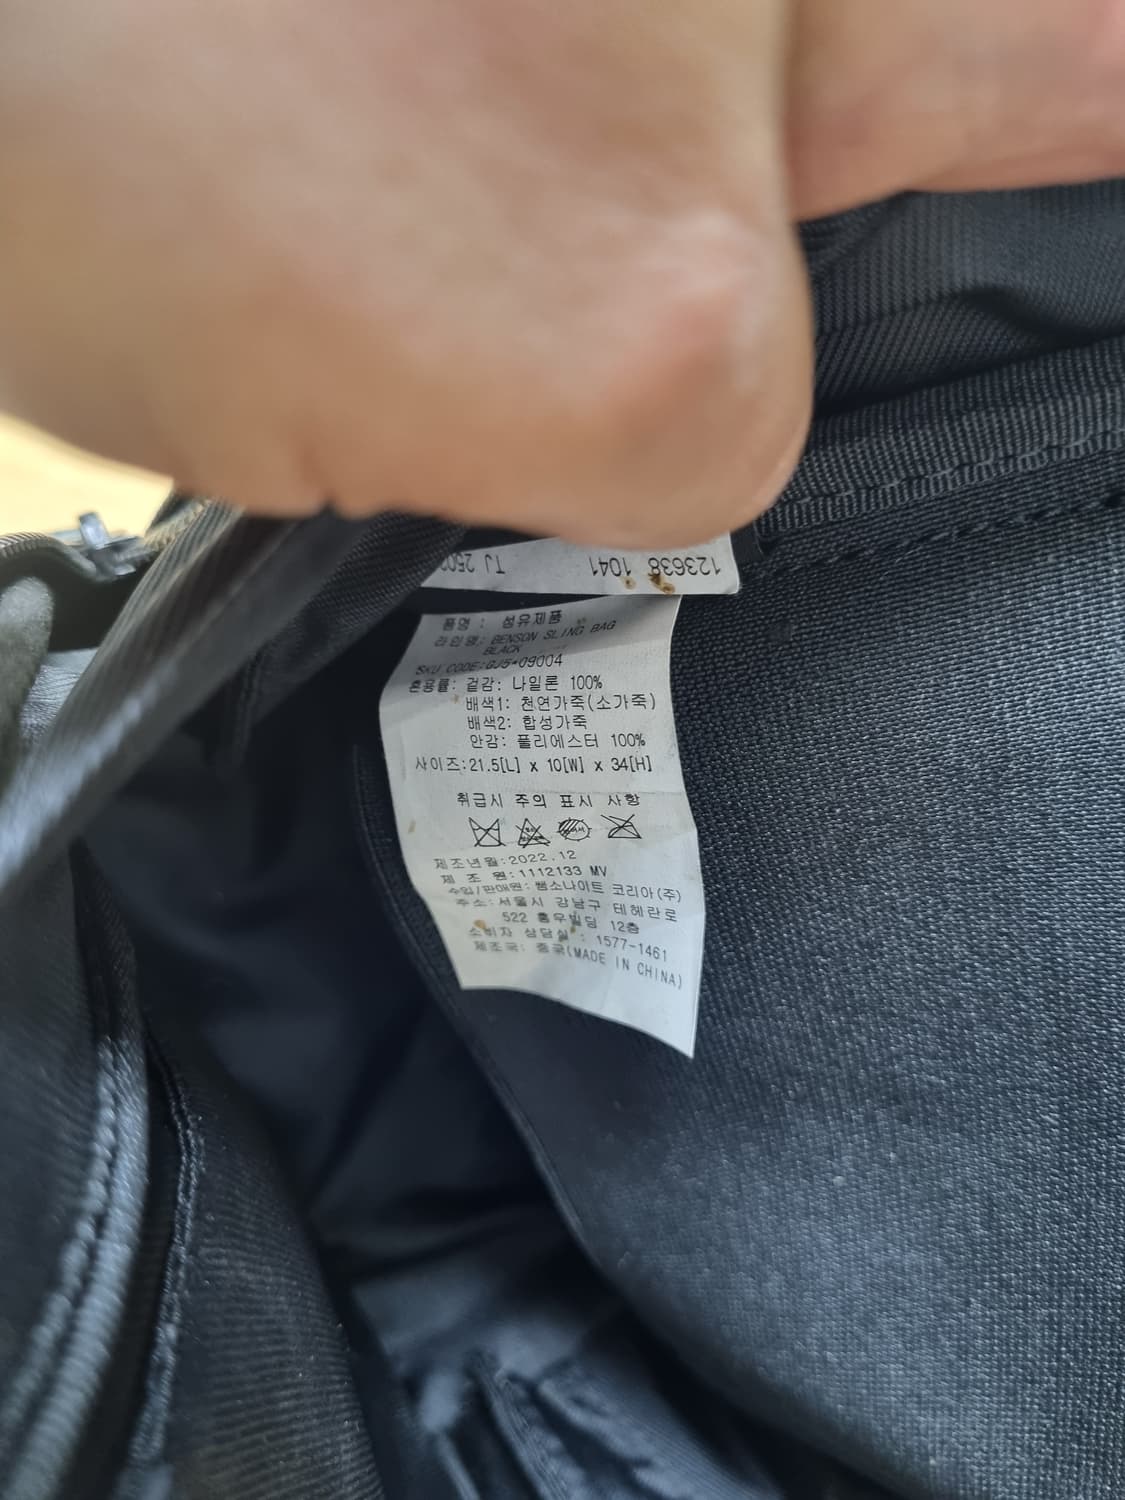 123638 1041 TJ 250
품명 : 섬유제품
라인명: BENSON SLING BAG
BLACK
SKU CODE:GJ5*09004
혼용률: 겉감: 나일론 100%
배색1: 천연가죽(소가죽)
배색2: 합성가죽
안감: 폴리에스터 100%
사이즈:21.5[L] x 10[W] x 34[H]
취급시 주의 표시 사항
제조년월:2022.12
제 조 원:1112133 MV
수입/판매원: 쌤소나이트 코리아(주)
주소: 서울시 강남구 테헤란로
522 홍우빌딩 12층
소비자 상담실 : 1577-1461
제조국: 중국(MADE IN CHINA)